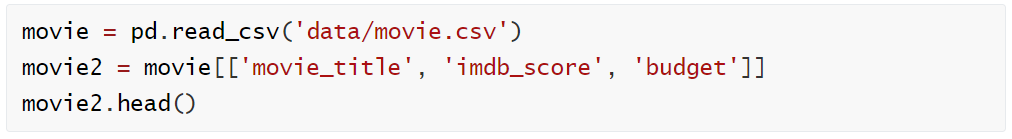 movie = pd.read_csv('data/movie.csv')
movie2 = movie[['movie_title', 'imdb_score', 'budget']]
movie2.head()